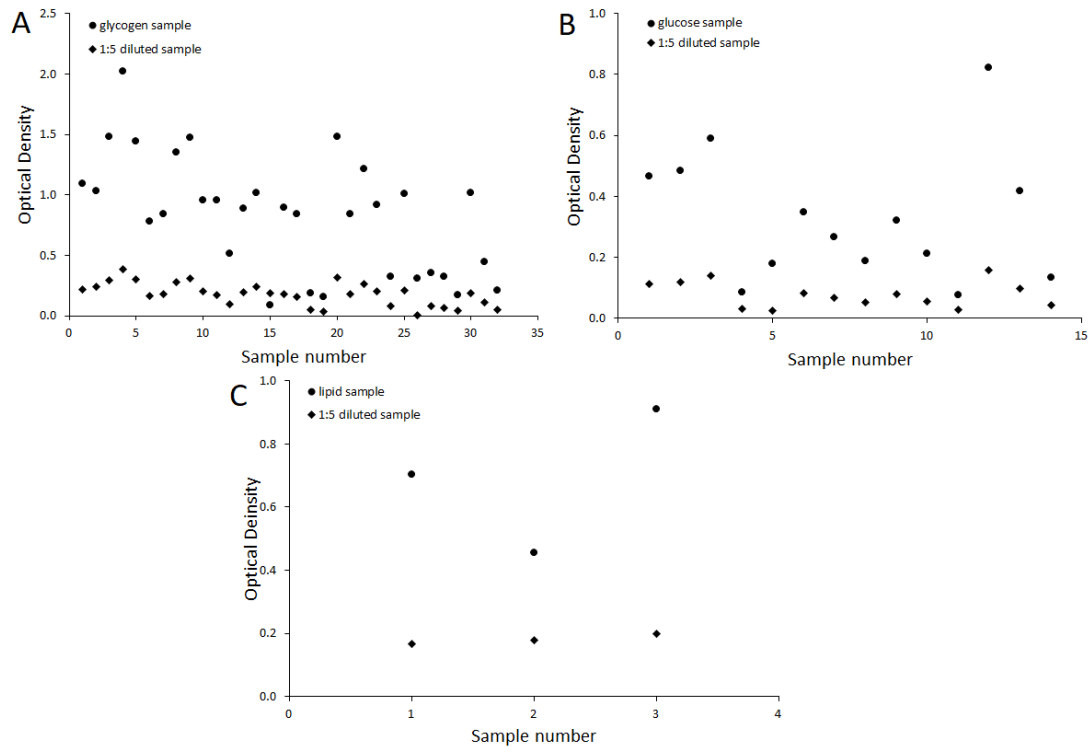 A
2.5
2.0
1.5
1.0
0.5
0.0
Optical Density
glycogen sample
1:5 diluted sample
0 5 10 15 20 25 30 35
Sample number
B
1.0
0.8
0.6
0.4
0.2
0.0
Optical Density
glucose sample
1:5 diluted sample
0 5 10 15
Sample number
C
1.0
0.8
0.6
0.4
0.2
0.0
Optical Deinsity
lipid sample
1:5 diluted sample
0 1 2 3 4
Sample number